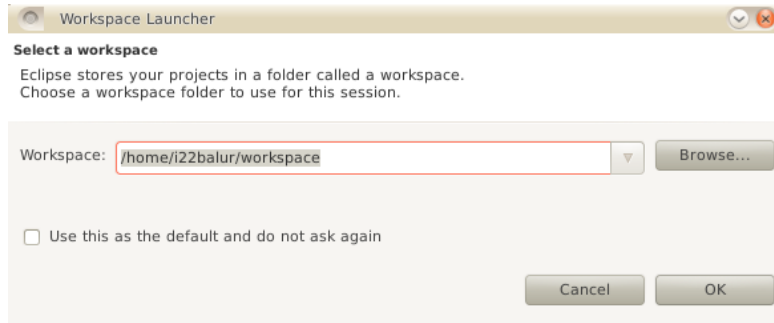 Workspace Launcher
Select a workspace
Eclipse stores your projects in a folder called a workspace.
Choose a workspace folder to use for this session.
Workspace: /home/i22balur/workspace Browse...
Use this as the default and do not ask again
Cancel OK